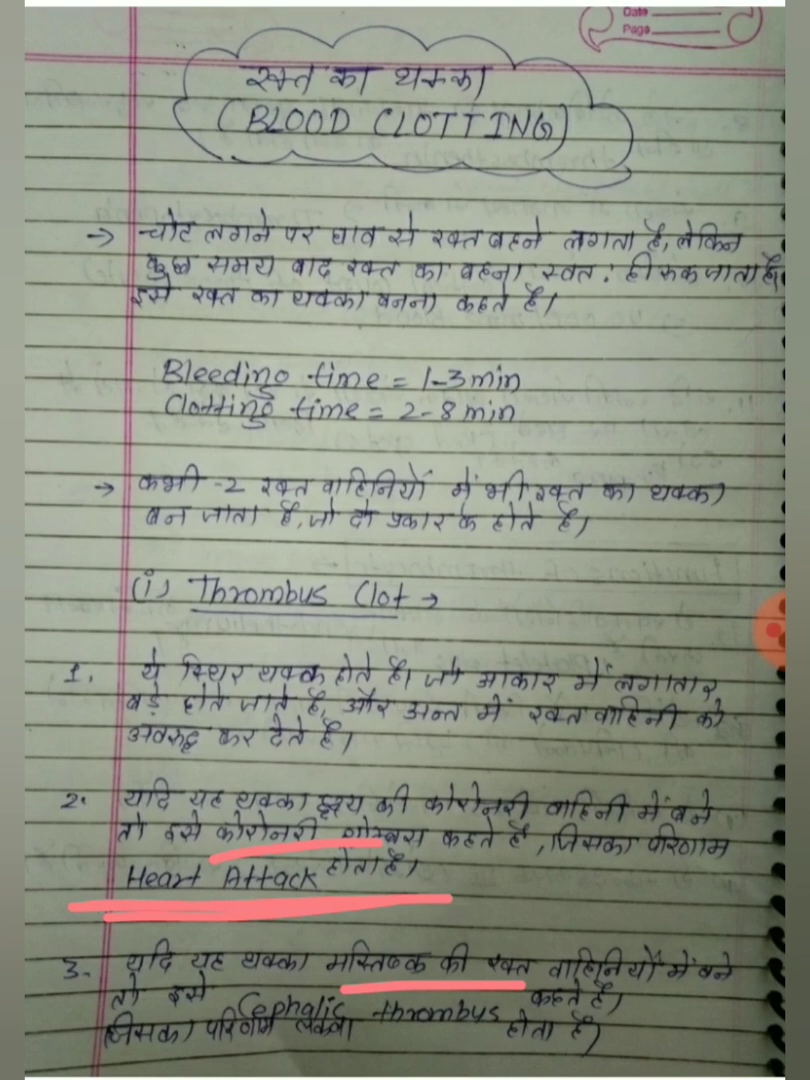 Date
Page
रक्त का थक्का
(BLOOD CLOTTING)
→ चोट लगने पर घाव से रक्त बहने लगता है, लेकिन
कुछ समय बाद रक्त का बहना स्वत: ही रुक जाता है।
इसे रक्त का थक्का बनना कहते है।
Bleeding time = 1-3 min
Clotting time = 2-8 min
→ कभी-2 रक्त वाहिनियों में भी रक्त का थक्का
बन जाता है, जो दो प्रकार के होते है।
(i) Thrombus Clot →
1. ये स्थिर थक्के होते है। जो आकार में लगातार
बड़े होते जाते है, और अन्त में रक्त वाहिनी को
अवरुद्ध कर देते है।
2. यदि यह थक्का हृदय की कोरोनरी वाहिनी में बने
तो इसे कोरोनरी थ्रोम्बस कहते है, जिसका परिणाम
Heart Attack होता है।
3. यदि यह थक्का मस्तिष्क की रक्त वाहिनियों में बने
तो इसे Cephalic thrombus कहते है।
जिसका परिणाम लकवा होता है।